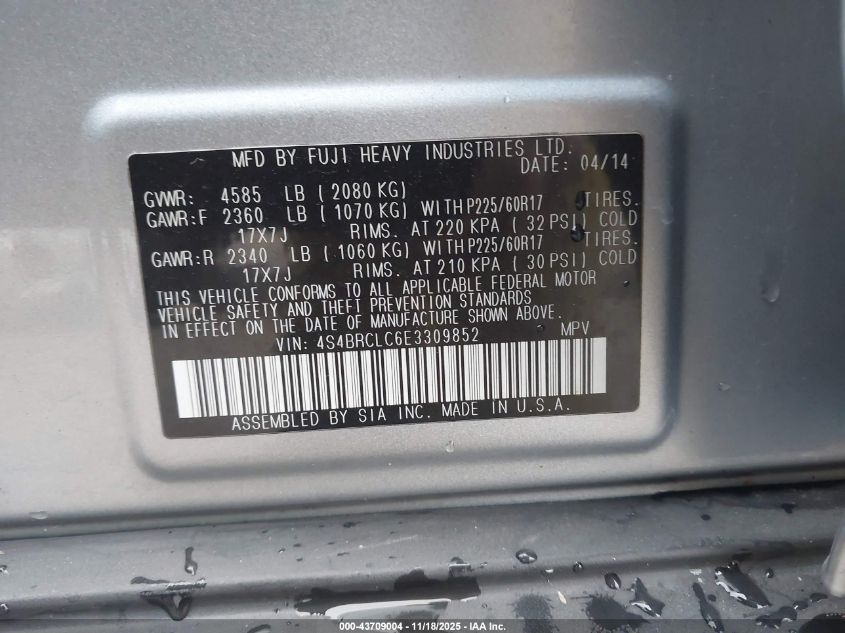 MFD BY FUJI HEAVY INDUSTRIES LTD.
DATE: 04/14
GVWR: 4585 LB ( 2080 KG)
GAWR:F 2360 LB ( 1070 KG) WITH P225/60R17 TIRES.
17X7J RIMS. AT 220 KPA ( 32 PSI) COLD
GAWR:R 2340 LB ( 1060 KG) WITH P225/60R17 TIRES.
17X7J RIMS. AT 210 KPA ( 30 PSI) COLD
THIS VEHICLE CONFORMS TO ALL APPLICABLE FEDERAL MOTOR
VEHICLE SAFETY AND THEFT PREVENTION STANDARDS
IN EFFECT ON THE DATE OF MANUFACTURE SHOWN ABOVE.
VIN: 4S4BRCLC6E3309852 MPV
ASSEMBLED BY SIA INC. MADE IN U.S.A.
000-43709004 - 11/18/2025 - IAA Inc.